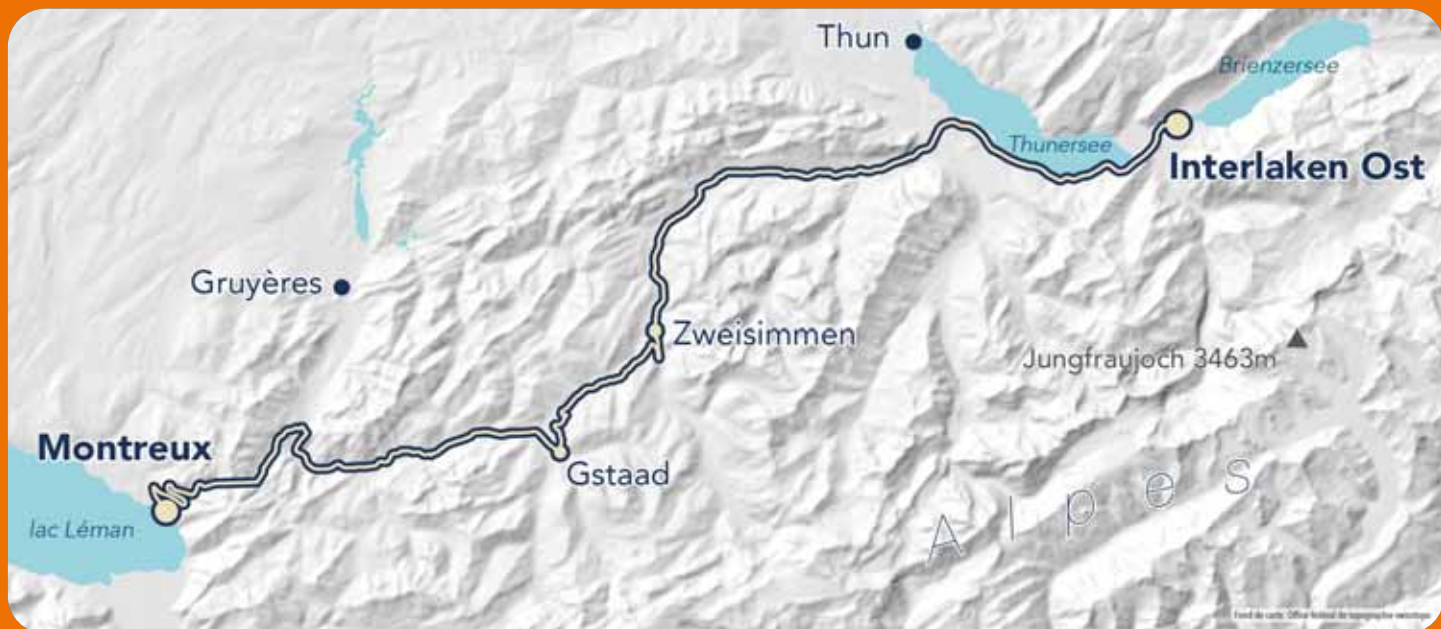 Thun
Brienzersee
Thunersee
Interlaken Ost
Gruyères
Zweisimmen
Jungfraujoch 3463m
Montreux
Gstaad
Alpes
lac Léman